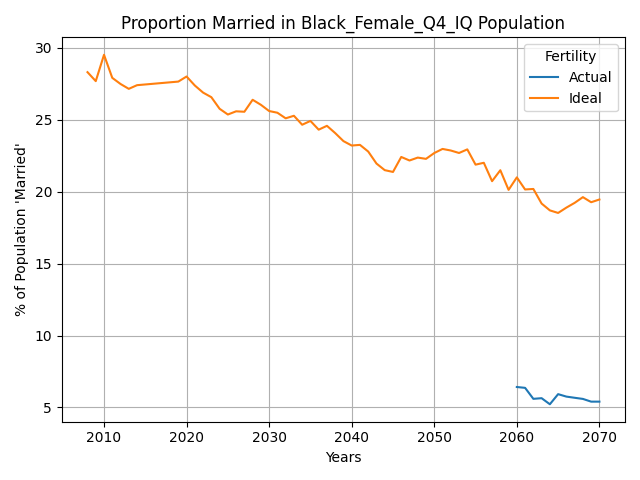 Proportion Married in Black_Female_Q4_IQ Population
% of Population 'Married'
30
25
20
15
10
5
Fertility
Actual
Ideal
2010 2020 2030 2040 2050 2060 2070
Years